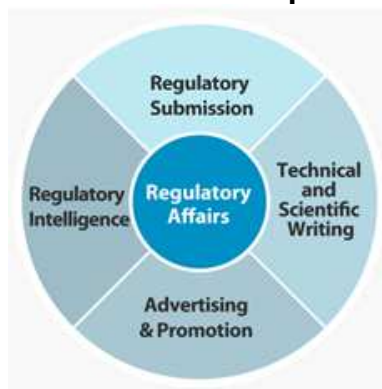 Regulatory
Submission
Technical
and
Scientific
Writing
Regulatory
Intelligence
Regulatory
Affairs
Advertising
& Promotion